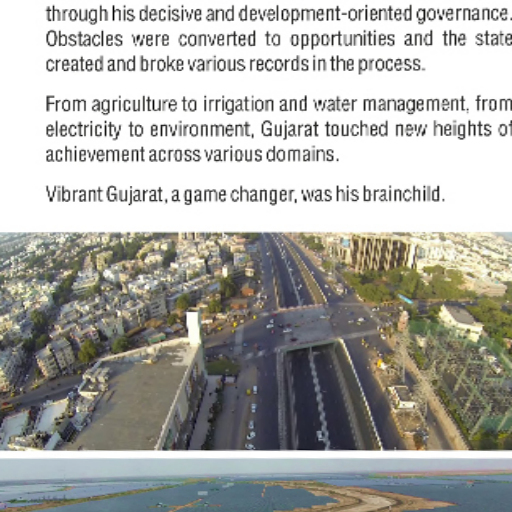 through his decisive and development-oriented governance.
Obstacles were converted to opportunities and the state
created and broke various records in the process.
From agriculture to irrigation and water management, from
electricity to environment, Gujarat touched new heights of
achievement across various domains.
Vibrant Gujarat, a game changer, was his brainchild.